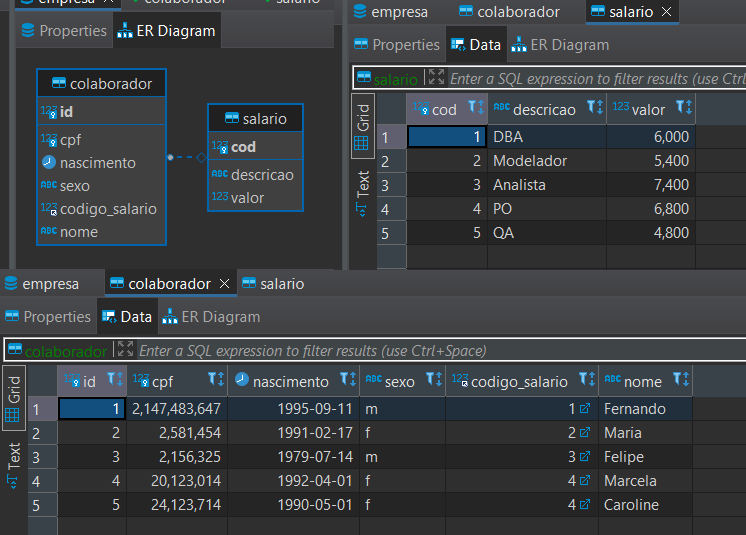 empresa colaborador salario
Properties ER Diagram
colaborador
123 id
123 cpf
nascimento
ABC sexo
123 codigo_salario
ABC nome
salario
123 cod
ABC descricao
123 valor
empresa colaborador salario
Properties Data ER Diagram
salario Enter a SQL expression to filter results (use Ctrl
Grid
Text
123 cod ABC descricao 123 valor
1 1 DBA 6,000
2 2 Modelador 5,400
3 3 Analista 7,400
4 4 PO 6,800
5 5 QA 4,800
empresa colaborador salario
Properties Data ER Diagram
colaborador Enter a SQL expression to filter results (use Ctrl+Space)
Grid
Text
123 id 123 cpf nascimento ABC sexo 123 codigo_salario ABC nome
1 1 2,147,483,647 1995-09-11 m 1 Fernando
2 2 2,581,454 1991-02-17 f 2 Maria
3 3 2,156,325 1979-07-14 m 3 Felipe
4 4 20,123,014 1992-04-01 f 4 Marcela
5 5 24,123,714 1990-05-01 f 4 Caroline